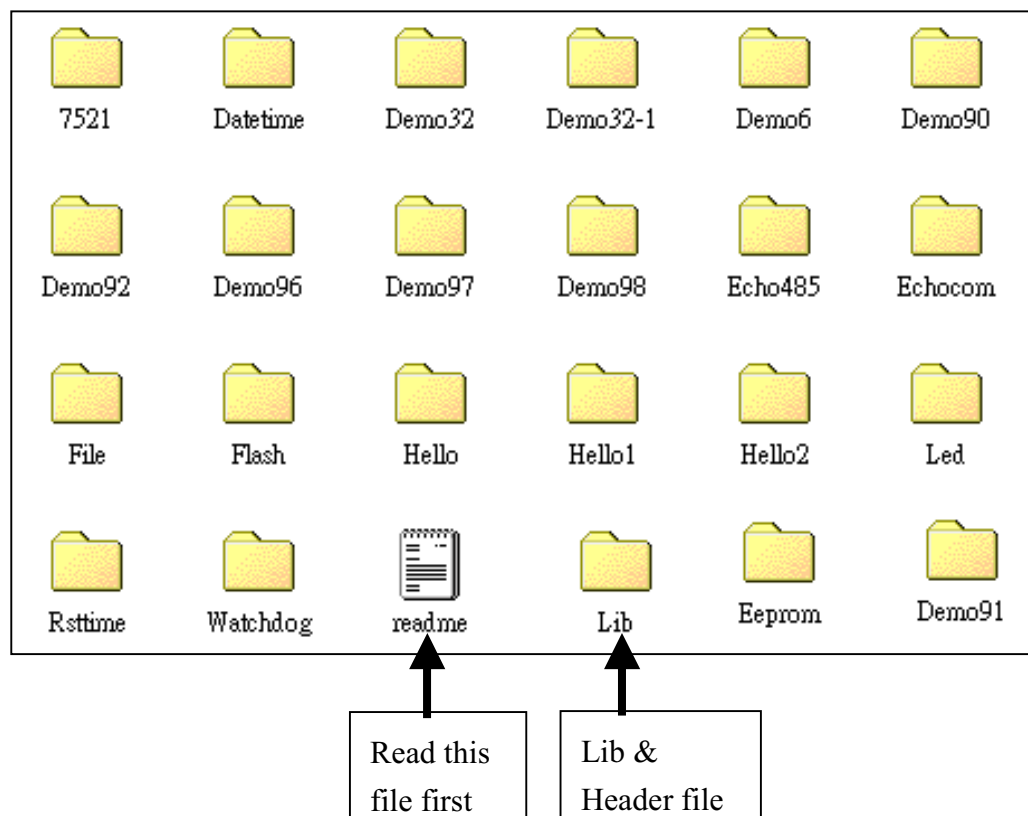 7521 Datetime Demo32 Demo32-1 Demo6 Demo90
Demo92 Demo96 Demo97 Demo98 Echo485 Echocom
File Flash Hello Hello1 Hello2 Led
Rsttime Watchdog readme Lib Eeprom Demo91
Read this
file first
Lib &
Header file